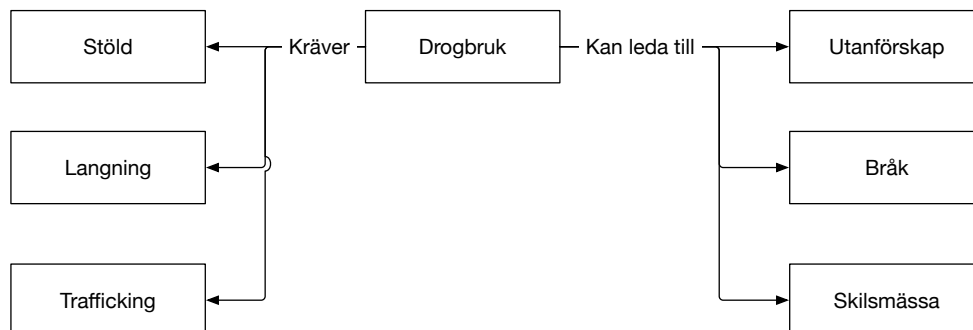 Stöld
Kräver
Drogbruk
Kan leda till
Utanförskap
Langning
Bråk
Trafficking
Skilsmässa